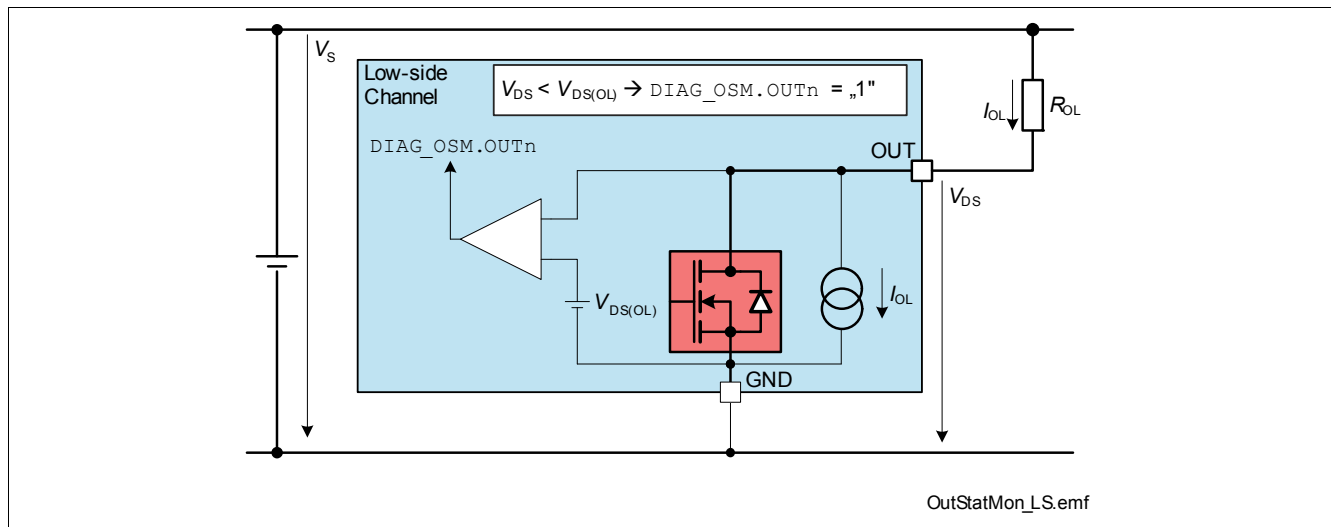 VS
Low-side
Channel
VDS < VDS(OL) → DIAG_OSM.OUTn = „1"
DIAG_OSM.OUTn
OUT
IOL
ROL
VDS
VDS(OL)
IOL
GND
OutStatMon_LS.emf